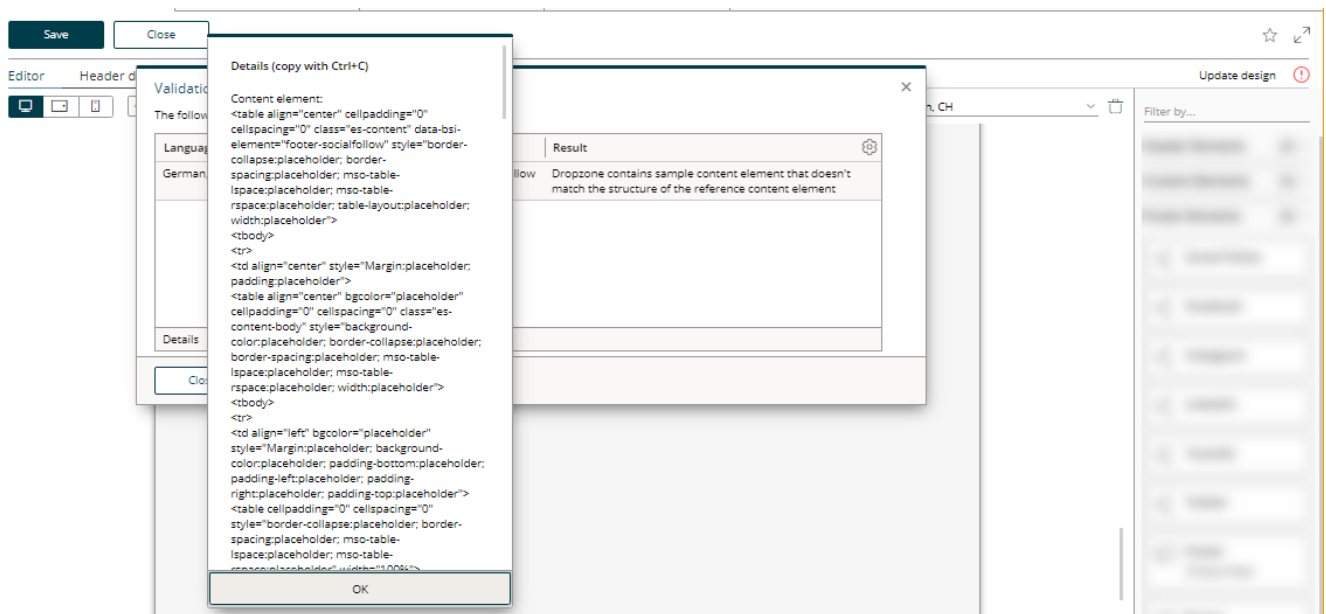 Save
Close
Editor
Header d
Update design
Validatio
The follow
n, CH
Filter by...
Languag
Result
German,
llow
Dropzone contains sample content element that doesn't
match the structure of the reference content element
Details
Clos
Details (copy with Ctrl+C)
Content element:
<table align="center" cellpadding="0"
cellspacing="0" class="es-content" data-bsi-
element="footer-socialfollow" style="border-
collapse:placeholder; border-
spacing:placeholder; mso-table-
lspace:placeholder; mso-table-
rspace:placeholder; table-layout:placeholder;
width:placeholder">
<tbody>
<tr>
<td align="center" style="Margin:placeholder;
padding:placeholder">
<table align="center" bgcolor="placeholder"
cellpadding="0" cellspacing="0" class="es-
content-body" style="background-
color:placeholder; border-collapse:placeholder;
border-spacing:placeholder; mso-table-
lspace:placeholder; mso-table-
rspace:placeholder; width:placeholder">
<tbody>
<tr>
<td align="left" bgcolor="placeholder"
style="Margin:placeholder; background-
color:placeholder; padding-bottom:placeholder;
padding-left:placeholder; padding-
right:placeholder; padding-top:placeholder">
<table cellpadding="0" cellspacing="0"
style="border-collapse:placeholder; border-
spacing:placeholder; mso-table-
lspace:placeholder; mso-table-
rspace:placeholder" width="100%">
OK